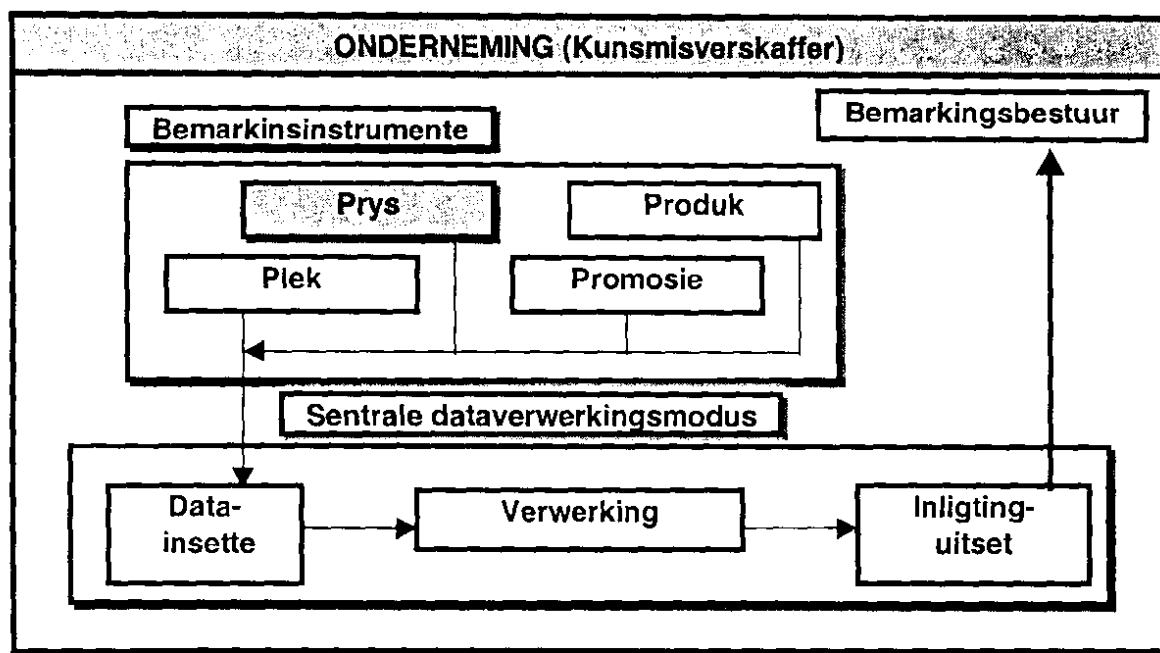 ONDERNEMING (Kunsmisverskaffer)
Bemarkingsbestuur
Bemarkinsinstrumente
Prys
Produk
Plek
Promosie
Sentrale dataverwerkingsmodus
Data-
insette
Verwerking
Inligting-
uitset